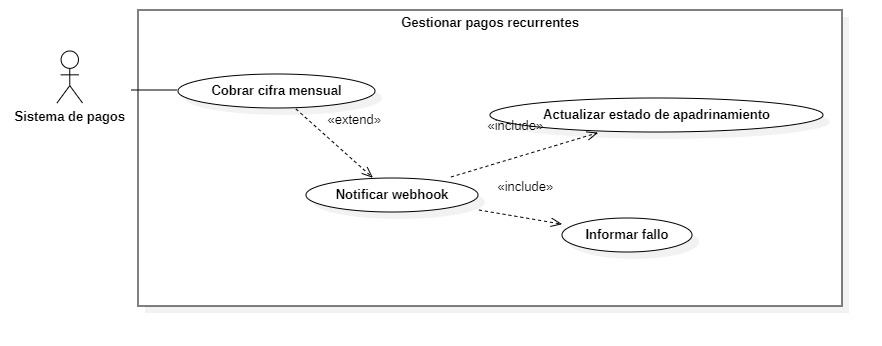 Gestionar pagos recurrentes
Sistema de pagos
Cobrar cifra mensual
«extend»
Actualizar estado de apadrinamiento
«include»
Notificar webhook
«include»
Informar fallo